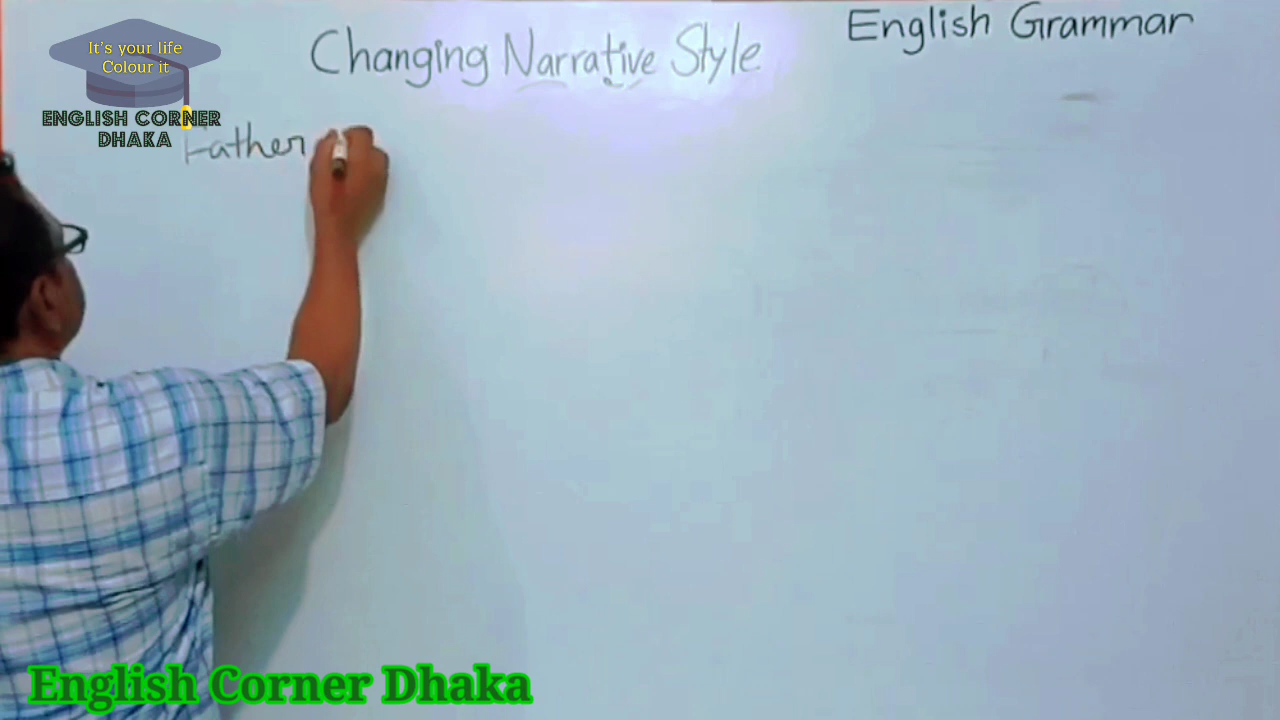 It's your life
Colour it
ENGLISH CORNER
DHAKA
Changing Narrative Style
English Grammar
Father
English Corner Dhaka